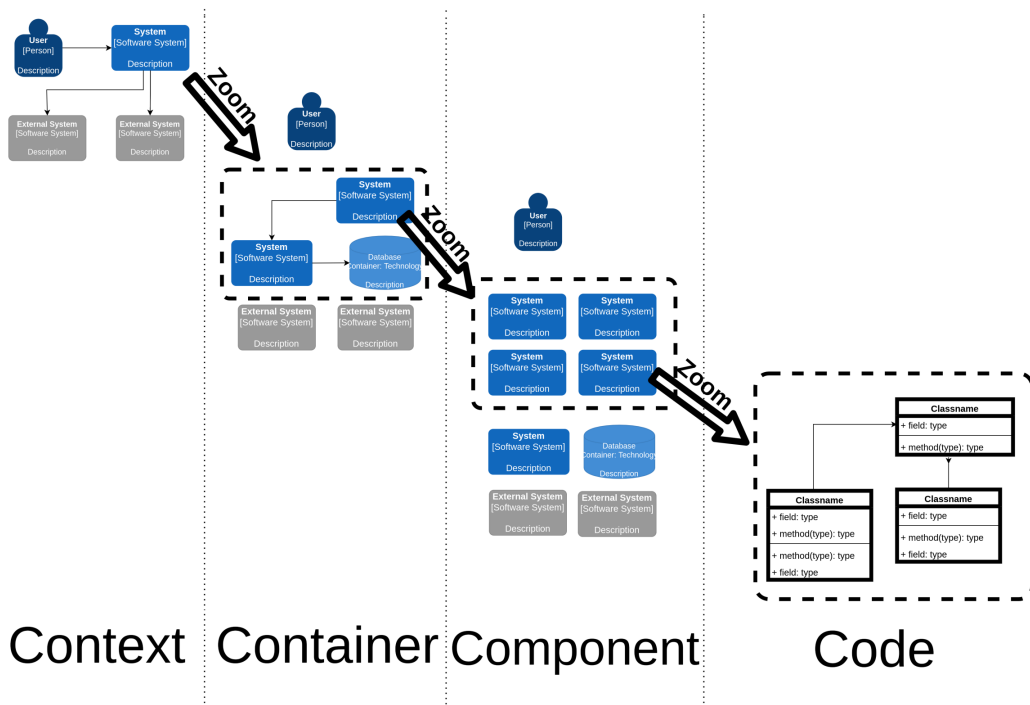 User
[Person]
Description
System
[Software System]
Description
External System
[Software System]
Description
External System
[Software System]
Description
Zoom
User
[Person]
Description
System
[Software System]
Description
System
[Software System]
Description
Database
Container: Technology
Description
External System
[Software System]
Description
External System
[Software System]
Description
Zoom
User
[Person]
Description
System
[Software System]
Description
System
[Software System]
Description
System
[Software System]
Description
System
[Software System]
Description
System
[Software System]
Description
Database
Container: Technology
Description
External System
[Software System]
Description
External System
[Software System]
Description
Zoom
Classname
+ field: type
+ method(type): type
Classname
+ field: type
+ method(type): type
+ method(type): type
+ field: type
Classname
+ field: type
+ method(type): type
+ field: type
Context
Container
Component
Code